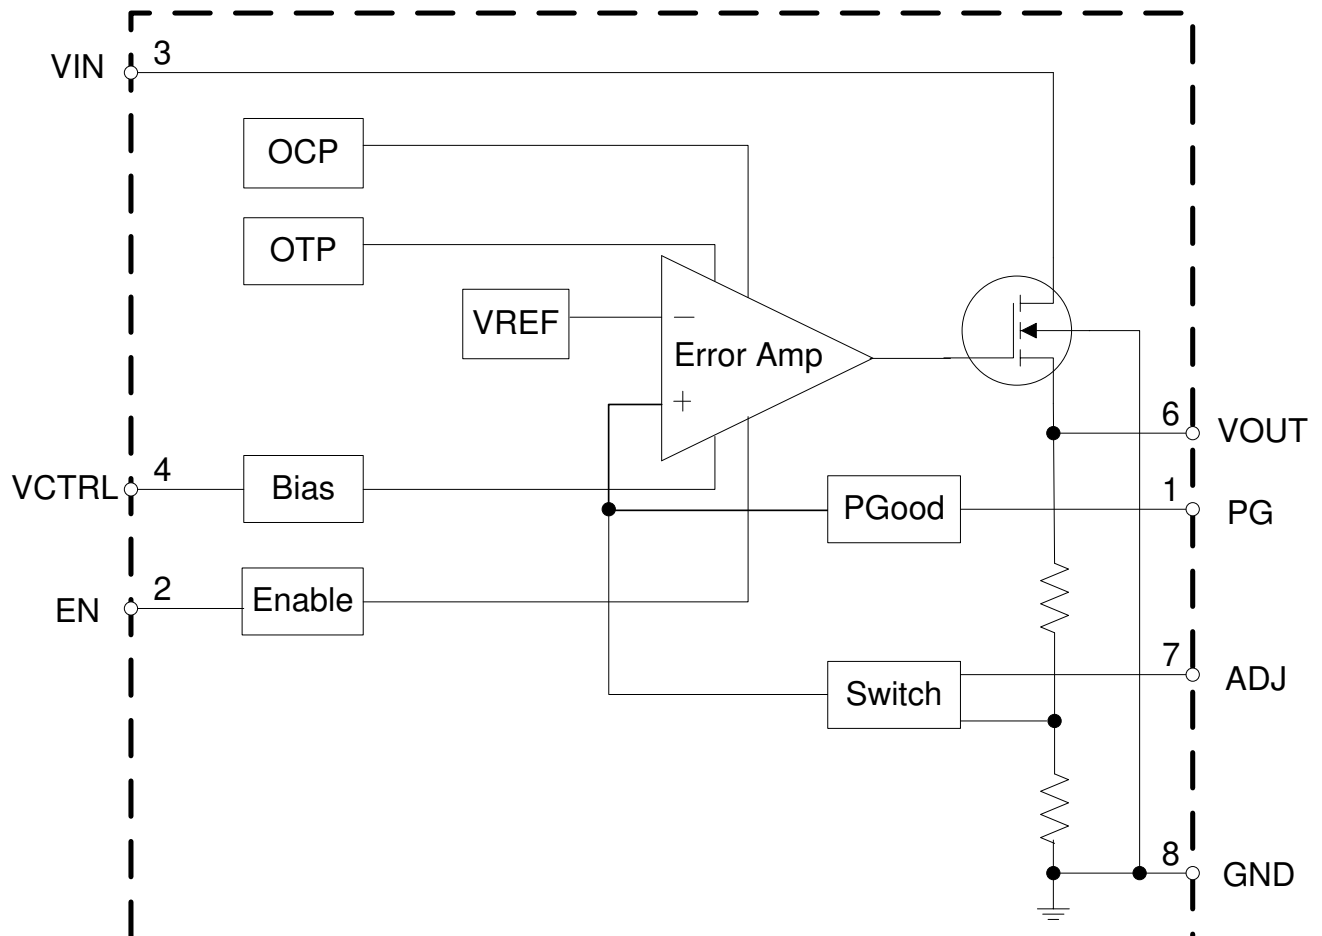 VIN
3
OCP
OTP
VREF
−
Error Amp
+
6
VOUT
VCTRL
4
Bias
PGood
1
PG
EN
2
Enable
Switch
7
ADJ
8
GND